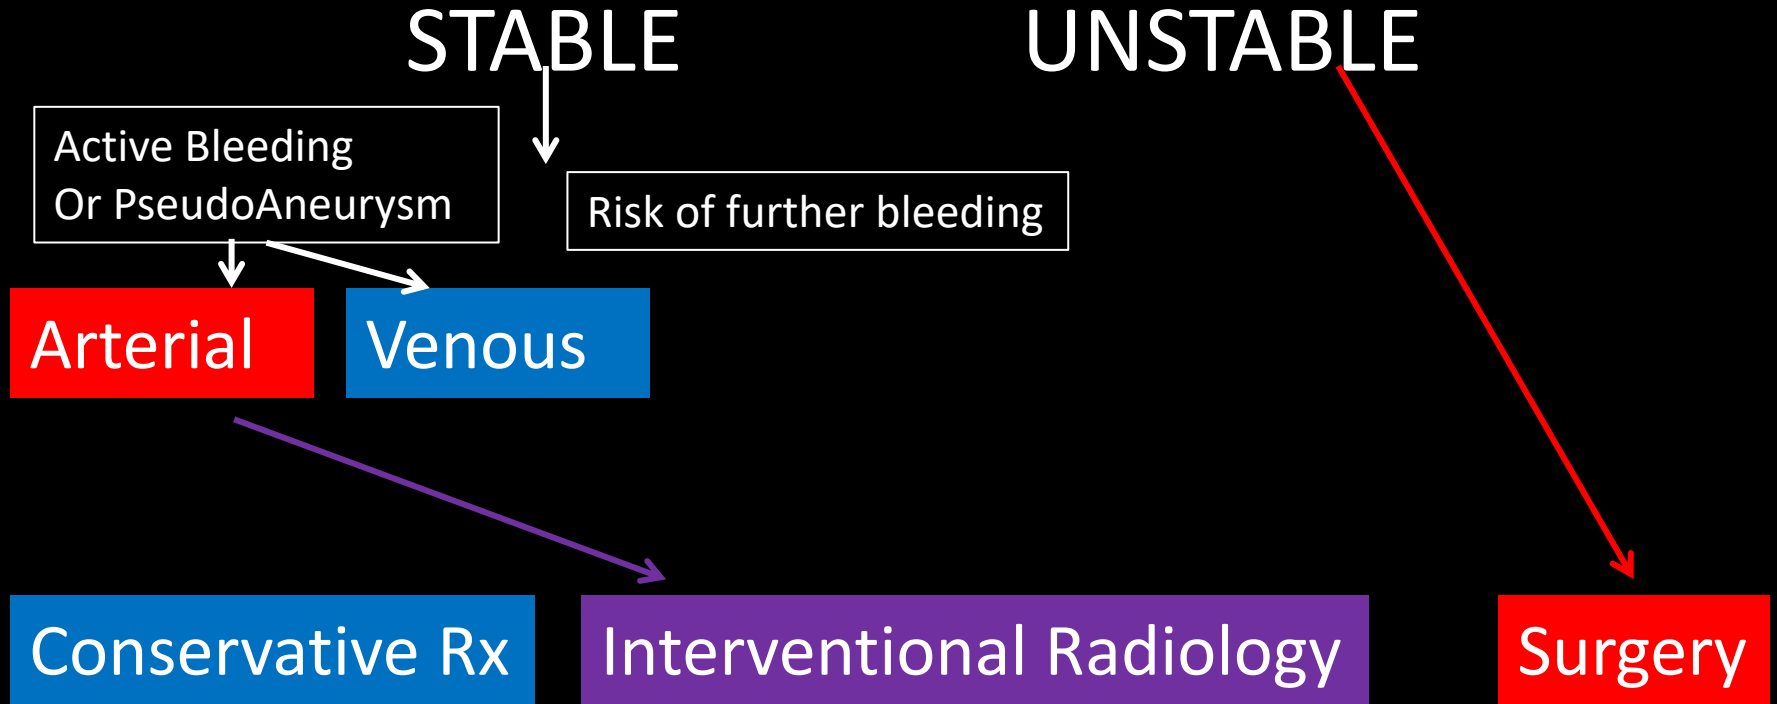 STABLE
UNSTABLE
Active Bleeding
Or PseudoAneurysm
Risk of further bleeding
Arterial
Venous
Conservative Rx
Interventional Radiology
Surgery